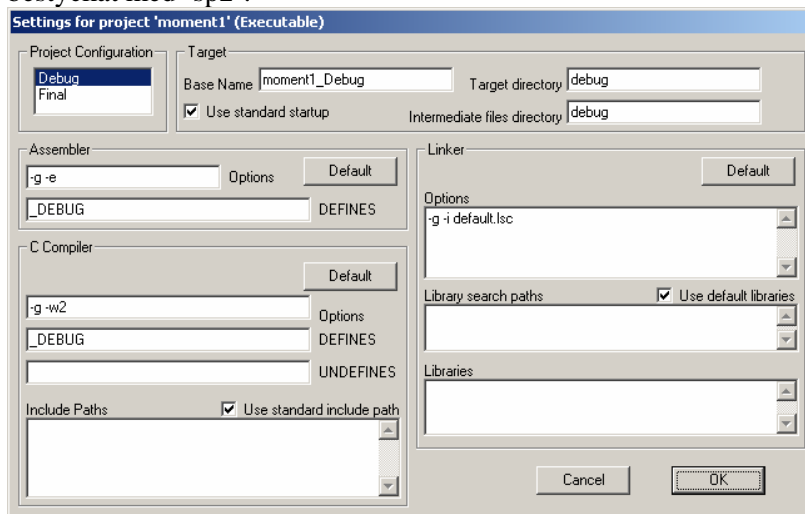 Settings for project 'moment1' (Executable)
Project Configuration
Debug
Final
Target
Base Name moment1_Debug
Target directory debug
Use standard startup
Intermediate files directory debug
Assembler
-g -e Options Default
_DEBUG DEFINES
C Compiler
Default
-g -w2 Options
_DEBUG DEFINES
UNDEFINES
Include Paths Use standard include path
Linker
Default
Options
-g -i default.lsc
Library search paths Use default libraries
Libraries
Cancel OK